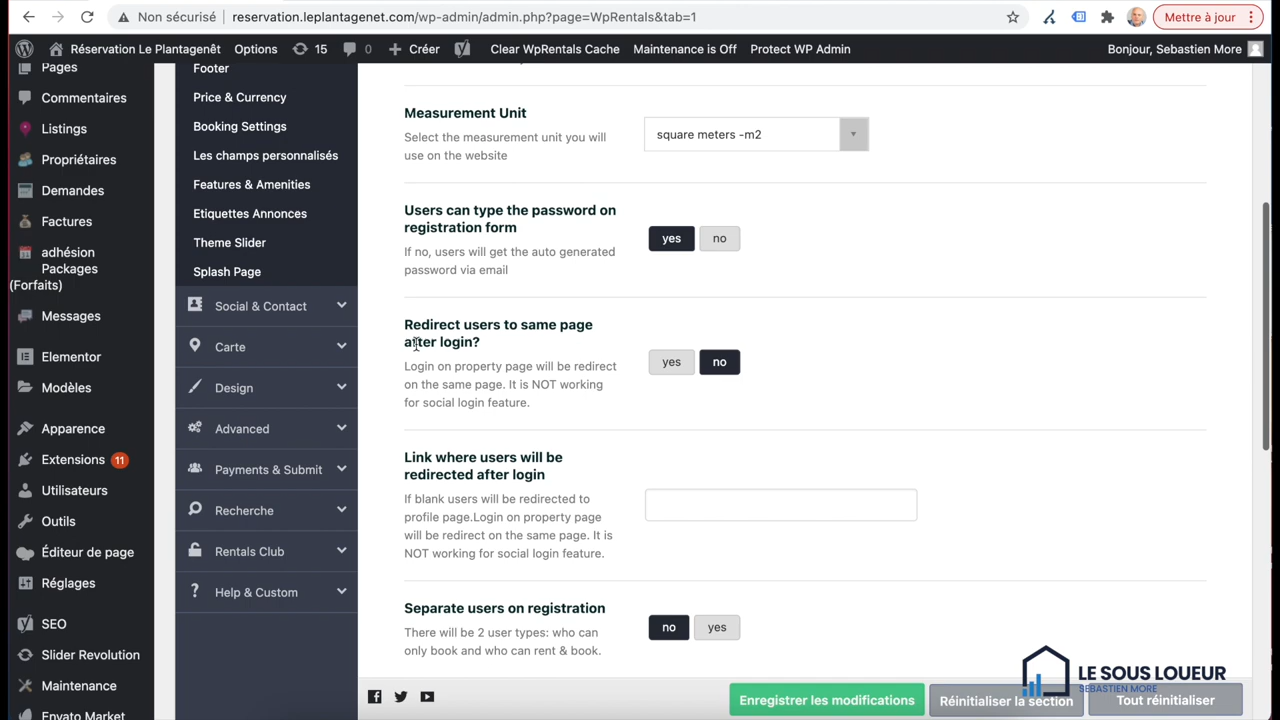 Non sécurisé
reservation.leplantagenet.com/wp-admin/admin.php?page=WpRentals&tab=1
Mettre à jour
Réservation Le Plantagenêt
Options
15
0
Créer
Clear WpRentals Cache
Maintenance is Off
Protect WP Admin
Bonjour, Sebastien More
Pages
Commentaires
Listings
Propriétaires
Demandes
Factures
adhésion
Packages
(Forfaits)
Messages
Elementor
Modèles
Apparence
Extensions 11
Utilisateurs
Outils
Éditeur de page
Réglages
SEO
Slider Revolution
Maintenance
Envato Market
Footer
Price & Currency
Booking Settings
Les champs personnalisés
Features & Amenities
Etiquettes Annonces
Theme Slider
Splash Page
Social & Contact
Carte
Design
Advanced
Payments & Submit
Recherche
Rentals Club
Help & Custom
Measurement Unit
Select the measurement unit you will
use on the website
square meters -m2
Users can type the password on
registration form
If no, users will get the auto generated
password via email
yes
no
Redirect users to same page
after login?
Login on property page will be redirect
on the same page. It is NOT working
for social login feature.
yes
no
Link where users will be
redirected after login
If blank users will be redirected to
profile page.Login on property page
will be redirect on the same page. It is
NOT working for social login feature.
Separate users on registration
There will be 2 user types: who can
only book and who can rent & book.
no
yes
Enregistrer les modifications
Réinitialiser la section
Tout réinitialiser
LE SOUS LOUEUR
SEBASTIEN MORE